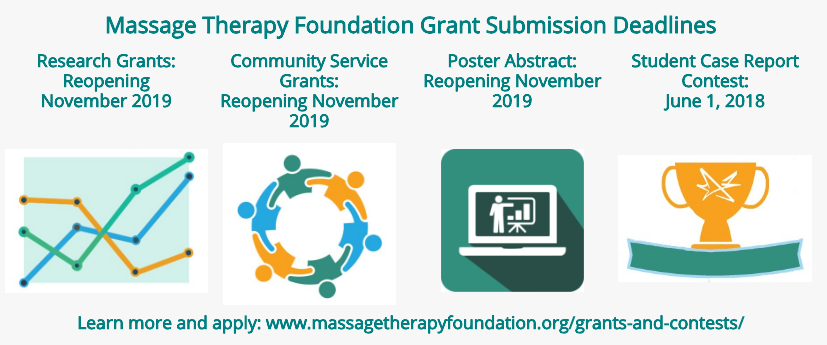 Massage Therapy Foundation Grant Submission Deadlines
Research Grants:
Reopening
November 2019
Community Service
Grants:
Reopening November
2019
Poster Abstract:
Reopening November
2019
Student Case Report
Contest:
June 1, 2018
Learn more and apply: www.massagetherapyfoundation.org/grants-and-contests/